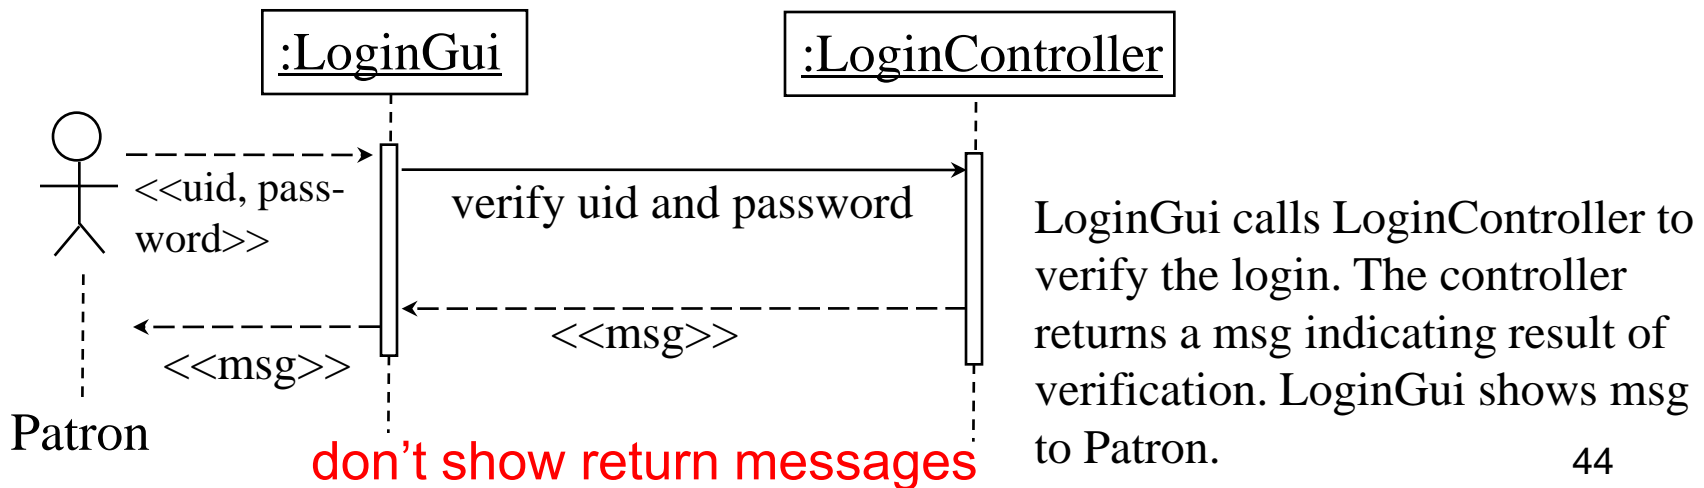 :LoginGui
:LoginController
<<uid, pass-
word>>
verify uid and password
<<msg>>
<<msg>>
Patron
don’t show return messages
LoginGui calls LoginController to
verify the login. The controller
returns a msg indicating result of
verification. LoginGui shows msg
to Patron.
44